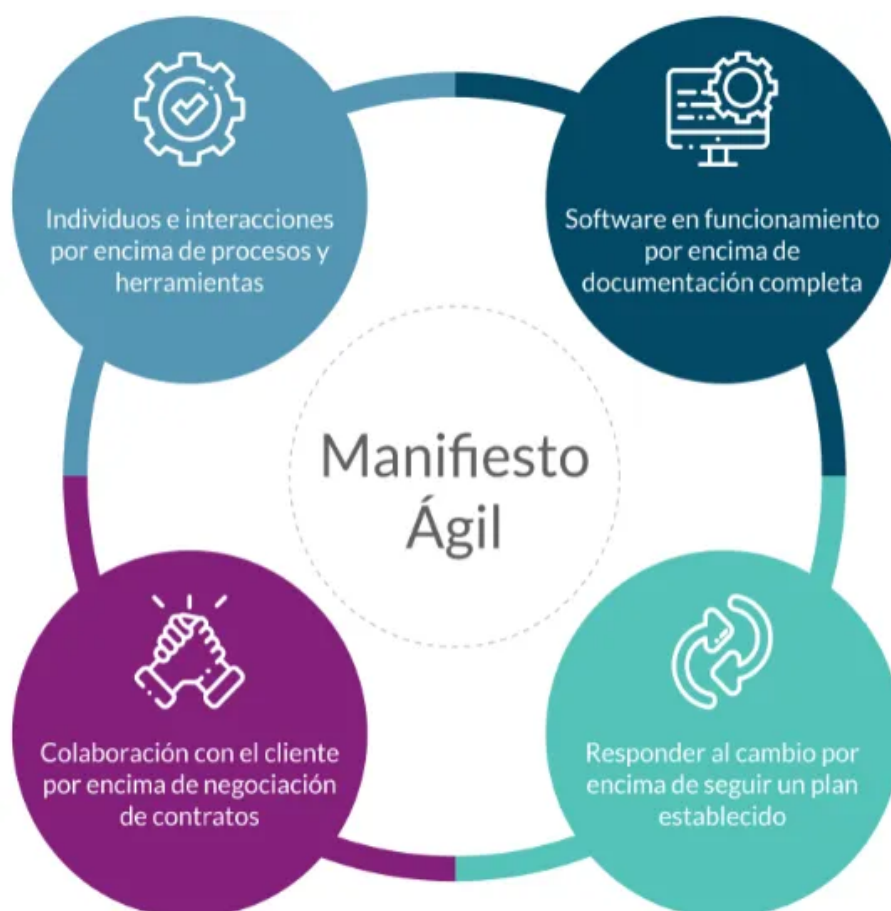 Individuos e interacciones
por encima de procesos y
herramientas
Software en funcionamiento
por encima de
documentación completa
Manifiesto
Ágil
Colaboración con el cliente
por encima de negociación
de contratos
Responder al cambio por
encima de seguir un plan
establecido